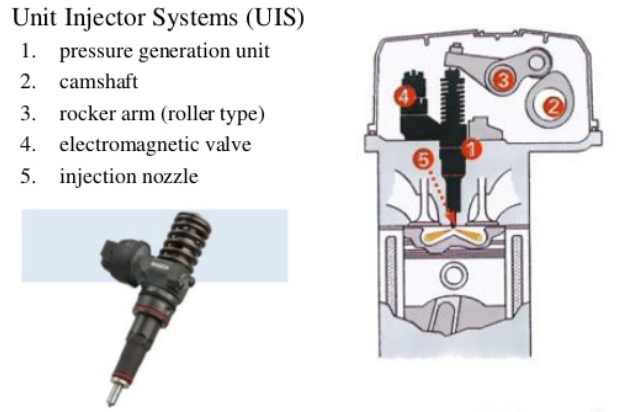 Unit Injector Systems (UIS)
1. pressure generation unit
2. camshaft
3. rocker arm (roller type)
4. electromagnetic valve
5. injection nozzle
3
4
2
1
5